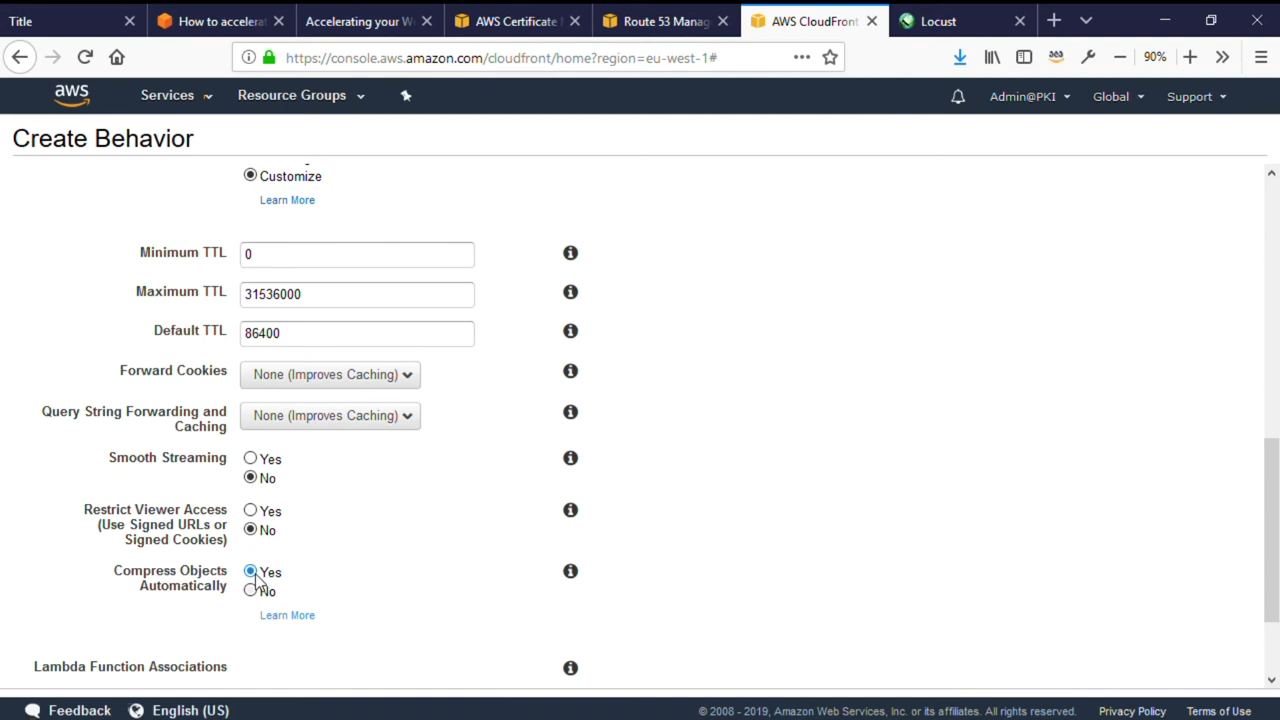 Title
How to accelerat
Accelerating your W
AWS Certificate
Route 53 Manag
AWS CloudFront
Locust
https://console.aws.amazon.com/cloudfront/home?region=eu-west-1#
90%
aws
Services
Resource Groups
Admin@PKI
Global
Support
Create Behavior
Customize
Learn More
Minimum TTL
0
Maximum TTL
31536000
Default TTL
86400
Forward Cookies
None (Improves Caching)
Query String Forwarding and
Caching
None (Improves Caching)
Smooth Streaming
Yes
No
Restrict Viewer Access
(Use Signed URLs or
Signed Cookies)
Yes
No
Compress Objects
Automatically
Yes
No
Learn More
Lambda Function Associations
Feedback
English (US)
© 2008 - 2019, Amazon Web Services, Inc. or its affiliates. All rights reserved.
Privacy Policy
Terms of Use